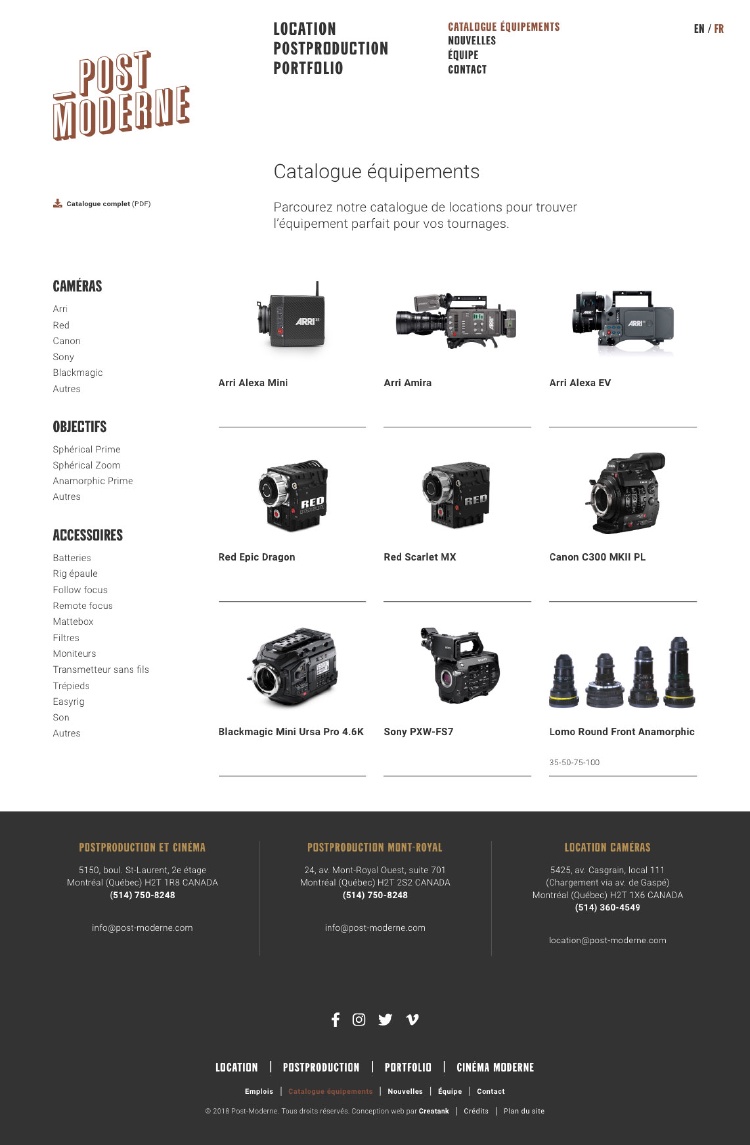 POST
MODERNE
LOCATION
POSTPRODUCTION
PORTFOLIO
CATALOGUE ÉQUIPEMENTS
NOUVELLES
ÉQUIPE
CONTACT
EN / FR
Catalogue complet (PDF)
Catalogue équipements
Parcourez notre catalogue de locations pour trouver
l'équipement parfait pour vos tournages.
CAMÉRAS
Arri
Red
Canon
Sony
Blackmagic
Autres
OBJECTIFS
Sphérical Prime
Sphérical Zoom
Anamorphic Prime
Autres
ACCESSOIRES
Batteries
Rig épaule
Follow focus
Remote focus
Mattebox
Filtres
Moniteurs
Transmetteur sans fils
Trépieds
Easyrig
Son
Autres
ARRI
Arri Alexa Mini
ARRI
Arri Amira
ARRI
Arri Alexa EV
RED
Red Epic Dragon
RED
Red Scarlet MX
Canon C300 MKII PL
Blackmagic Mini Ursa Pro 4.6K
Sony PXW-FS7
Lomo Round Front Anamorphic
35-50-75-100
POSTPRODUCTION ET CINÉMA
5150, boul. St-Laurent, 2e étage
Montréal (Québec) H2T 1R8 CANADA
(514) 750-8248
info@post-moderne.com
POSTPRODUCTION MONT-ROYAL
24, av. Mont-Royal Ouest, suite 701
Montréal (Québec) H2T 2S2 CANADA
(514) 750-8248
info@post-moderne.com
LOCATION CAMERAS
5425, av. Casgrain, local 111
(Chargement via av. de Gaspé)
Montréal (Québec) H2T 1X6 CANADA
(514) 360-4549
location@post-moderne.com
LOCATION | POSTPRODUCTION | PORTFOLIO | CINÉMA MODERNE
Emplois | Catalogue équipements | Nouvelles | Équipe | Contact
© 2018 Post-Moderne. Tous droits réservés. Conception web par Creatank | Crédits | Plan du site